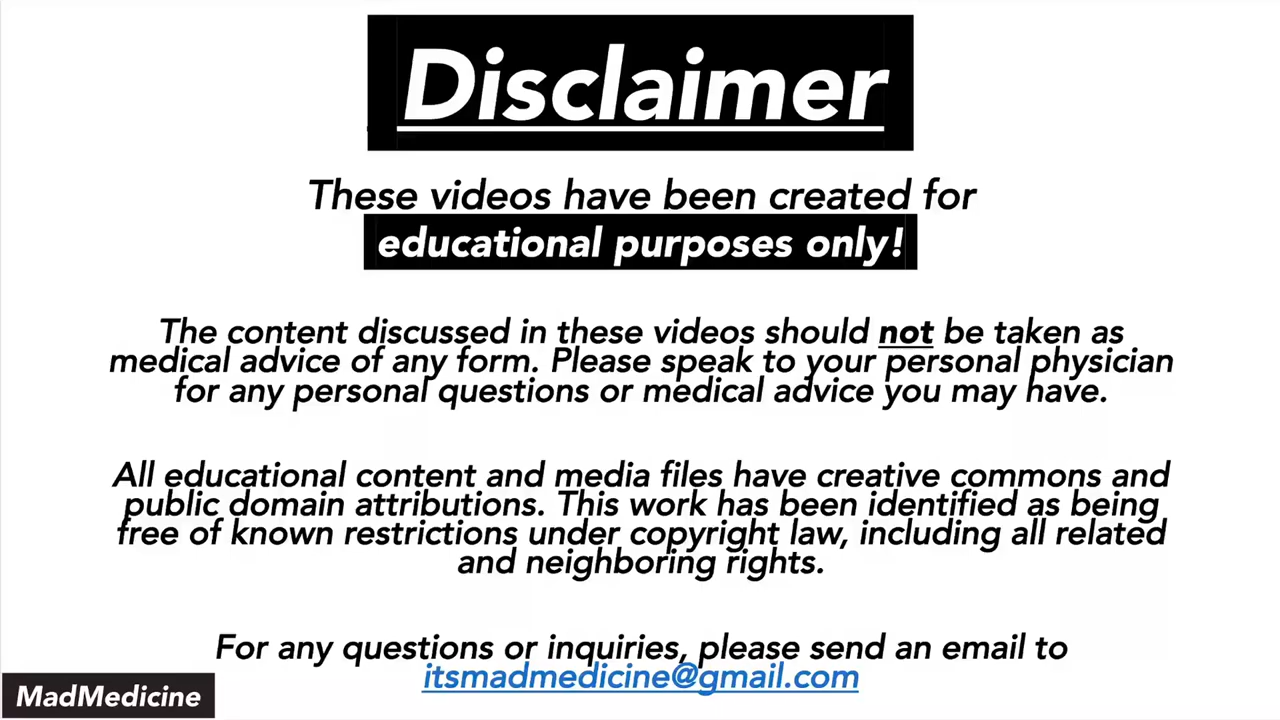 Disclaimer
These videos have been created for
educational purposes only!
The content discussed in these videos should not be taken as
medical advice of any form. Please speak to your personal physician
for any personal questions or medical advice you may have.
All educational content and media files have creative commons and
public domain attributions. This work has been identified as being
free of known restrictions under copyright law, including all related
and neighboring rights.
For any questions or inquiries, please send an email to
itsmadmedicine@gmail.com
MadMedicine